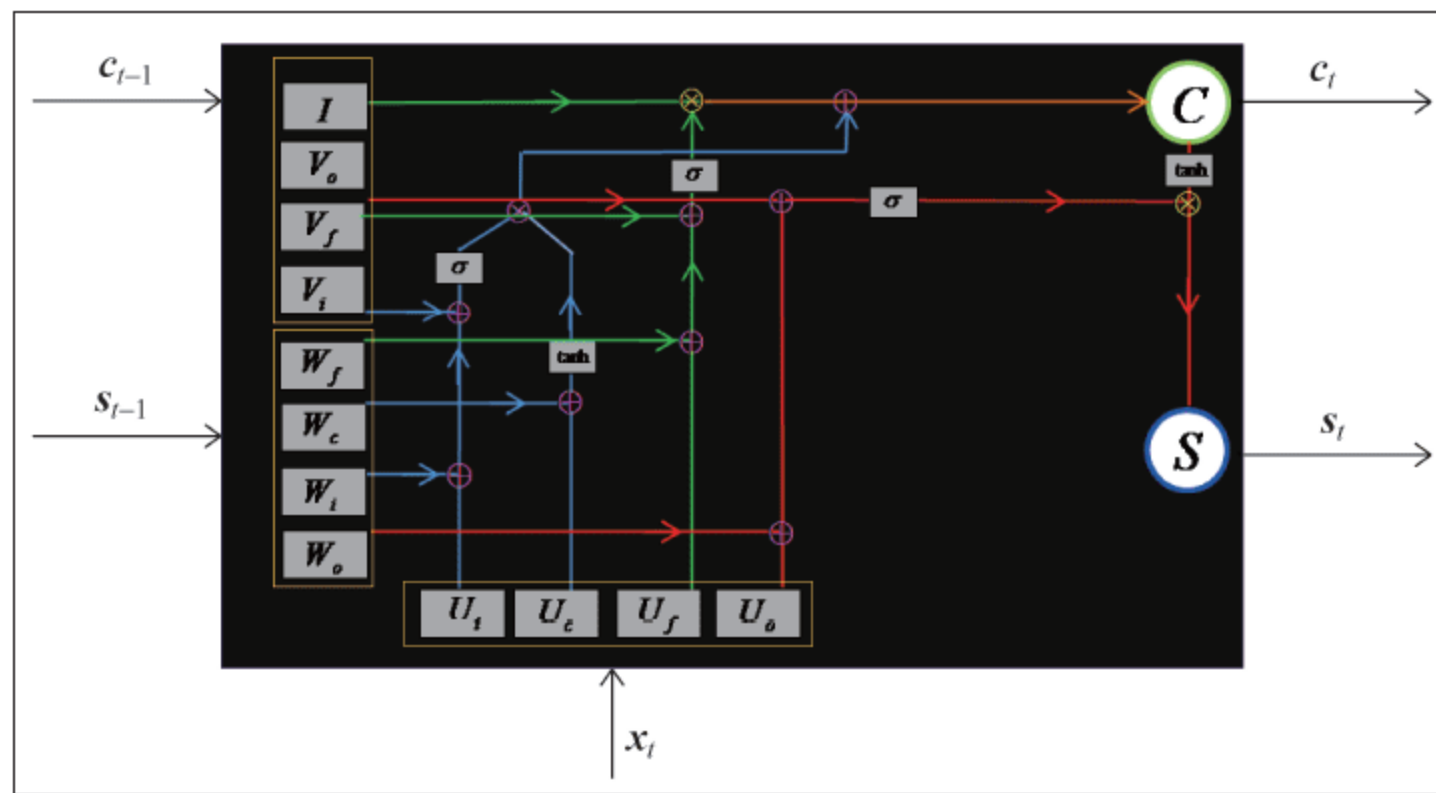 c_{t-1}
I
V_o
V_f
V_i
s_{t-1}
W_f
W_c
W_i
W_o
σ
tanh
σ
σ
tanh
C
c_t
S
s_t
U_i
U_c
U_f
U_o
x_t